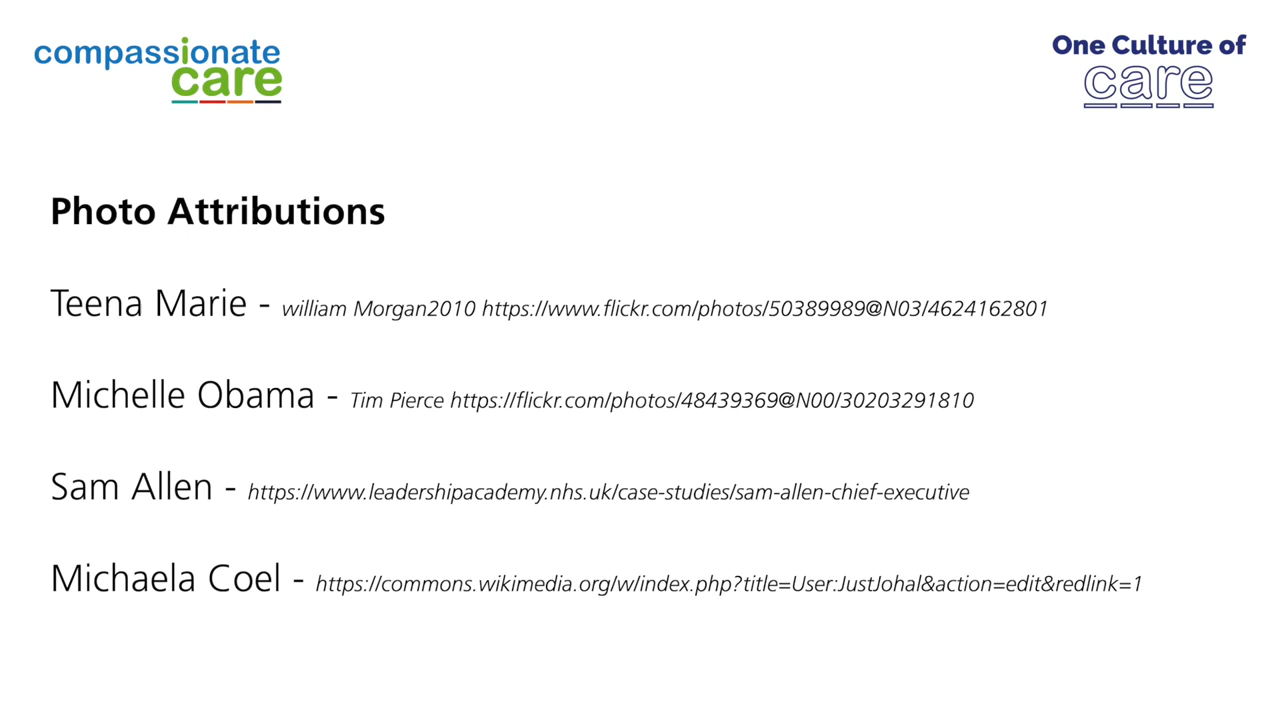 compassionate
care
One Culture of
care
Photo Attributions
Teena Marie - william Morgan2010 https://www.flickr.com/photos/50389989@N03/4624162801
Michelle Obama - Tim Pierce https://flickr.com/photos/48439369@N00/30203291810
Sam Allen - https://www.leadershipacademy.nhs.uk/case-studies/sam-allen-chief-executive
Michaela Coel - https://commons.wikimedia.org/w/index.php?title=User:JustJohal&action=edit&redlink=1